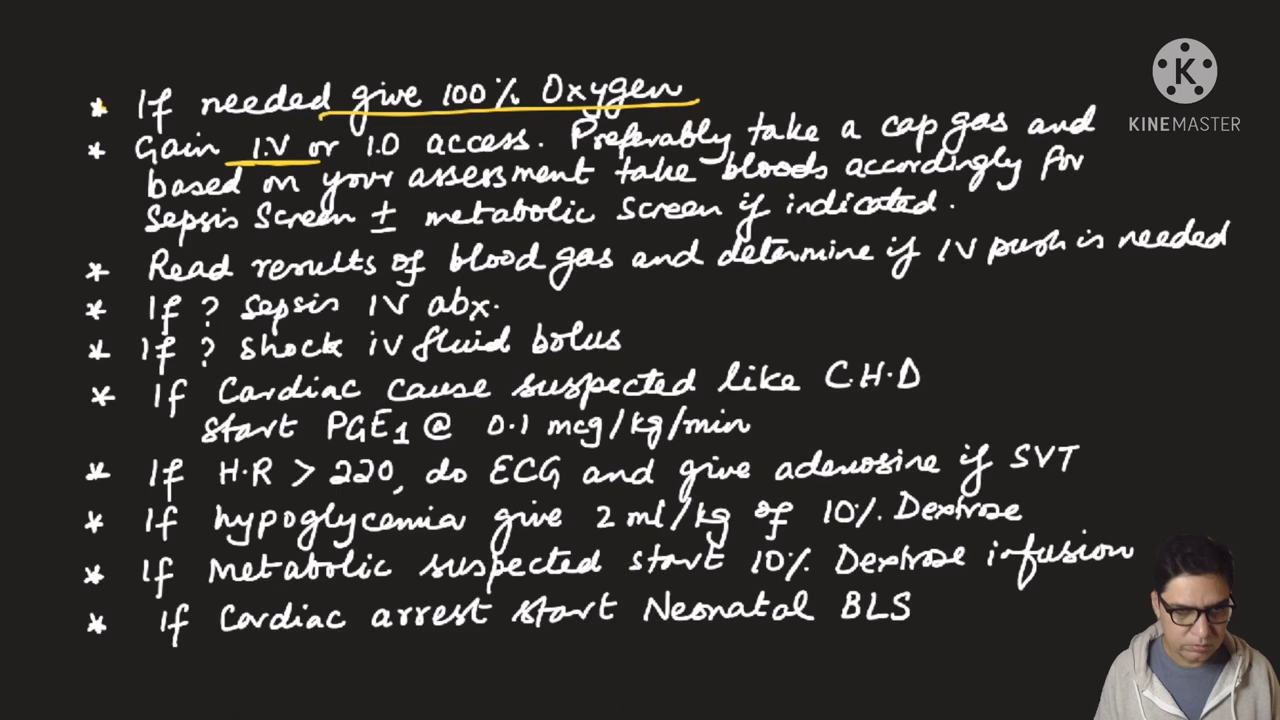 * If needed give 100% Oxygen
* Gain I.V or I.O access. Preferably take a cap gas and
based on your assessment take bloods accordingly for
Sepsis Screen ± metabolic screen if indicated.
* Read results of blood gas and determine if IV push is needed
* If ? sepsis IV abx.
* If ? shock iv fluid bolus
* If Cardiac cause suspected like C.H.D
start PGE1 @ 0.1 mcg/kg/min
* If H.R > 220, do ECG and give adenosine if SVT
* If hypoglycemia give 2 ml/kg of 10% Dextrose
* If Metabolic suspected start 10% Dextrose infusion
* If Cardiac arrest start Neonatal BLS
K
KINEMASTER